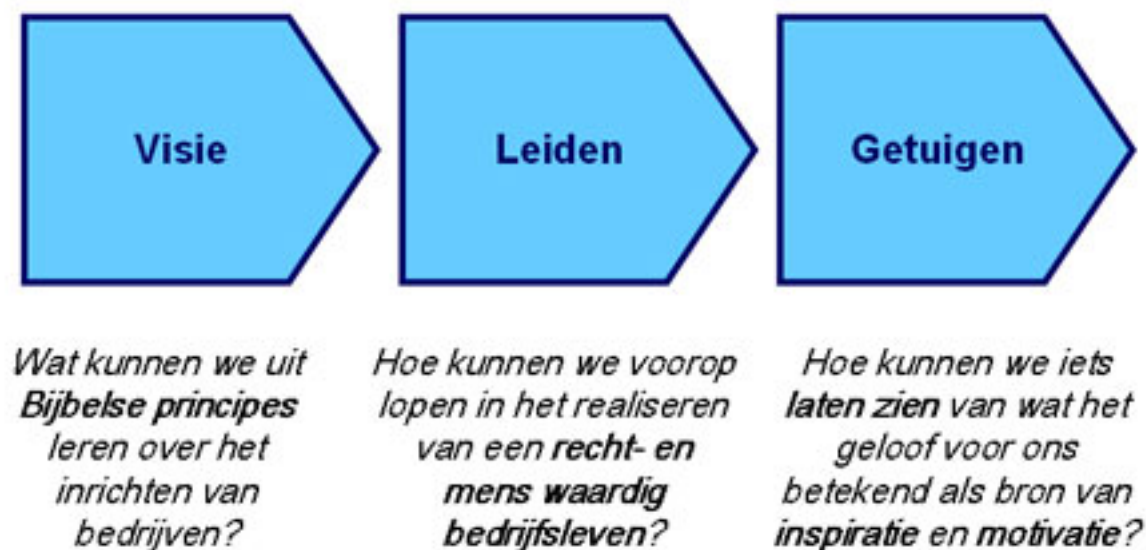 Visie
Leiden
Getuigen
Wat kunnen we uit
Bijbelse principes
leren over het
inrichten van
bedrijven?
Hoe kunnen we voorop
lopen in het realiseren
van een recht- en
mens waardig
bedrijfsleven?
Hoe kunnen we iets
laten zien van wat het
geloof voor ons
betekend als bron van
inspiratie en motivatie?